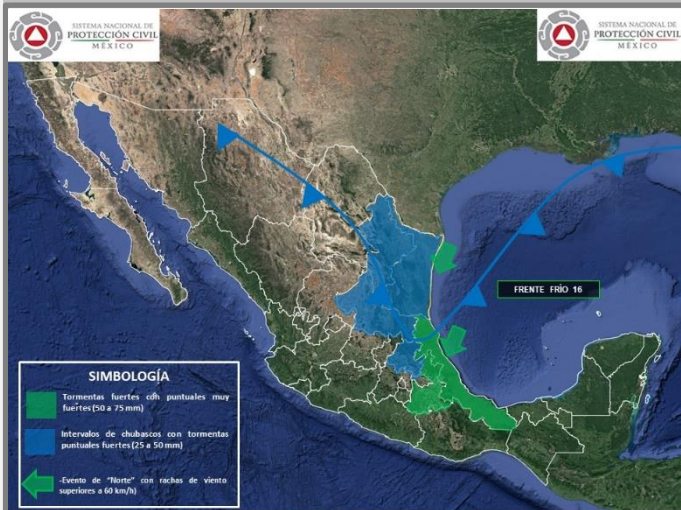 SISTEMA NACIONAL DE
PROTECCIÓN CIVIL
MÉXICO
SISTEMA NACIONAL DE
PROTECCIÓN CIVIL
MÉXICO
FRENTE FRÍO 16
SIMBOLOGÍA
Tormentas fuertes con puntuales muy
fuertes (50 a 75 mm)
Intervalos de chubascos con tormentas
puntuales fuertes (25 a 50 mm)
-Evento de "Norte" con rachas de viento
superiores a 60 km/h)